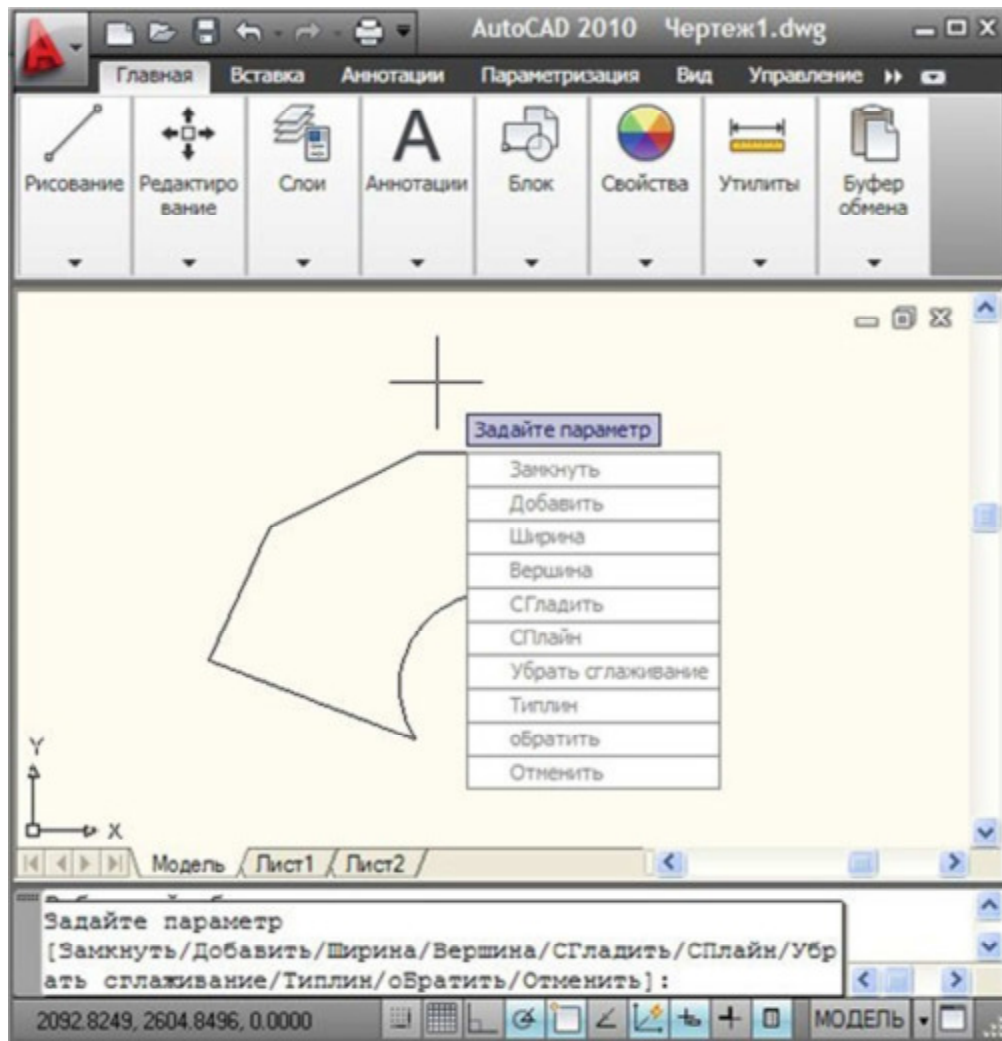 AutoCAD 2010 Чертеж1.dwg
Главная Вставка Аннотации Параметризация Вид Управление
Рисование Редактиро Слои Аннотации Блок Свойства Утилиты Буфер
вание обмена
Задайте параметр
Замкнуть
Добавить
Ширина
Вершина
СГладить
СПлайн
Убрать сглаживание
Типлин
оБратить
Отменить
Y
X
Модель Лист1 Лист2
Задайте параметр
[Замкнуть/Добавить/Ширина/Вершина/СГладить/СПлайн/Убр
ать сглаживание/Типлин/оБратить/Отменить]:
2092.8249, 2604.8496, 0.0000 МОДЕЛЬ